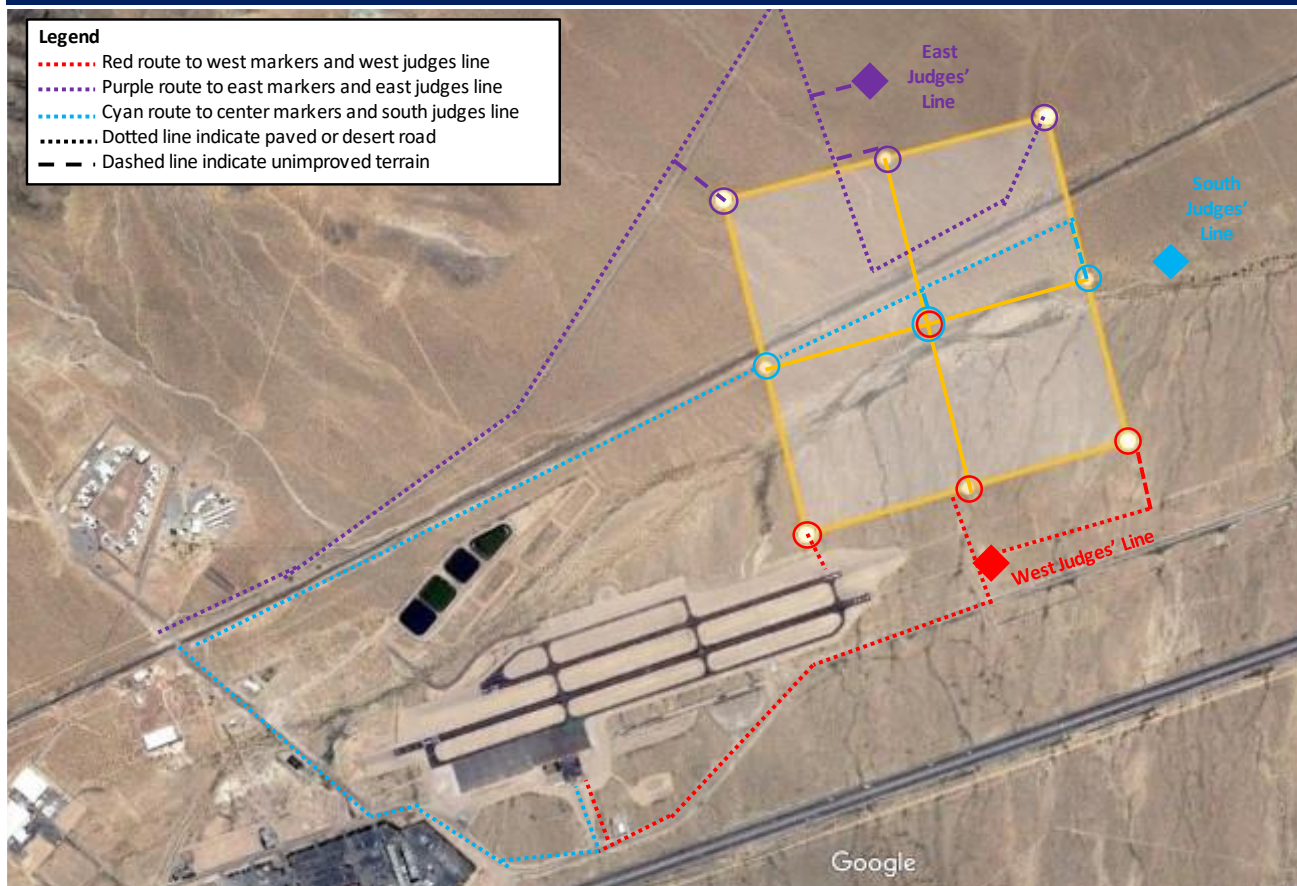 Legend
Red route to west markers and west judges line
Purple route to east markers and east judges line
Cyan route to center markers and south judges line
Dotted line indicate paved or desert road
Dashed line indicate unimproved terrain
East
Judges’
Line
South
Judges’
Line
West Judges’ Line
Google